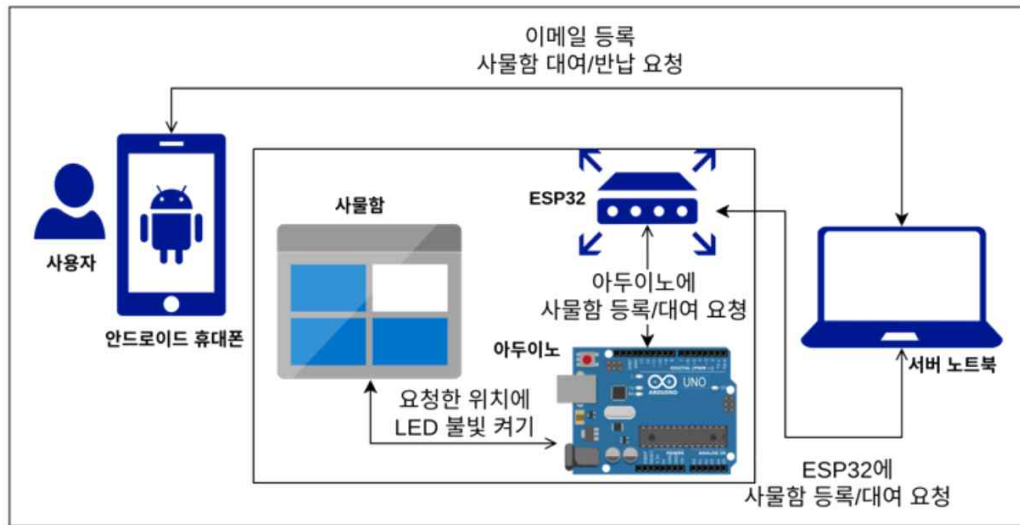 이메일 등록
사물함 대여/반납 요청
사용자
안드로이드 휴대폰
사물함
ESP32
아두이노에
사물함 등록/대여 요청
아두이노
UNO
ARDUINO
요청한 위치에
LED 불빛 켜기
서버 노트북
ESP32에
사물함 등록/대여 요청